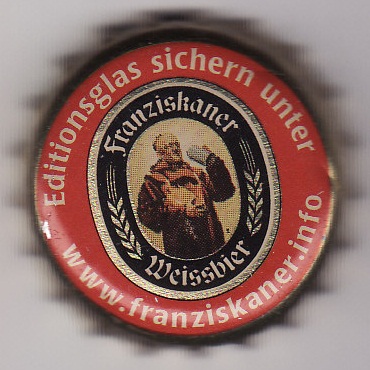 Editionsglas sichern unter
www.franziskaner.info
Franziskaner
Weissbier